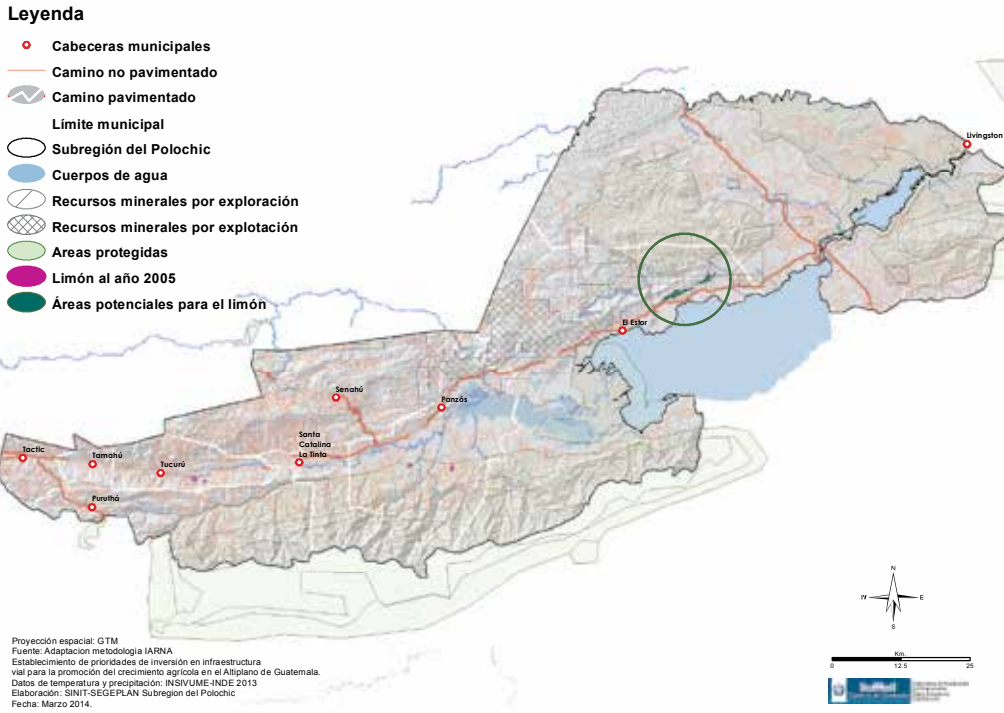 Leyenda
Cabeceras municipales
Camino no pavimentado
Camino pavimentado
Límite municipal
Subregión del Polochic
Cuerpos de agua
Recursos minerales por exploración
Recursos minerales por explotación
Areas protegidas
Limón al año 2005
Áreas potenciales para el limón
Livingston
El Estor
Senahú
Panzós
Santa
Catalina
La Tinta
Tactic
Tamahú
Tucurú
Purulhá
N
W
E
S
Km.
0
12.5
25
Proyección espacial: GTM
Fuente: Adaptacion metodologia IARNA
Establecimiento de prioridades de inversión en infraestructura
vial para la promoción del crecimiento agrícola en el Altiplano de Guatemala.
Datos de temperatura y precipitación: INSIVUME-INDE 2013
Elaboración: SINIT-SEGEPLAN Subregion del Polochic
Fecha: Marzo 2014.